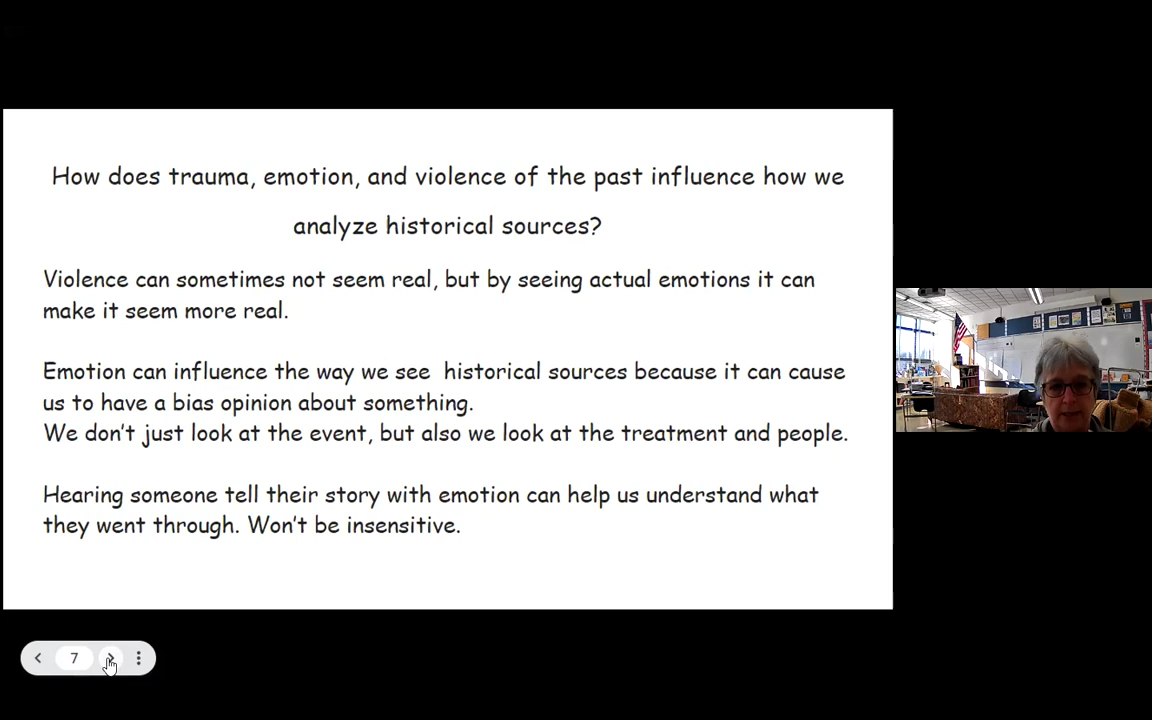 How does trauma, emotion, and violence of the past influence how we
analyze historical sources?
Violence can sometimes not seem real, but by seeing actual emotions it can
make it seem more real.
Emotion can influence the way we see  historical sources because it can cause
us to have a bias opinion about something.
We don't just look at the event, but also we look at the treatment and people.
Hearing someone tell their story with emotion can help us understand what
they went through. Won't be insensitive.
7